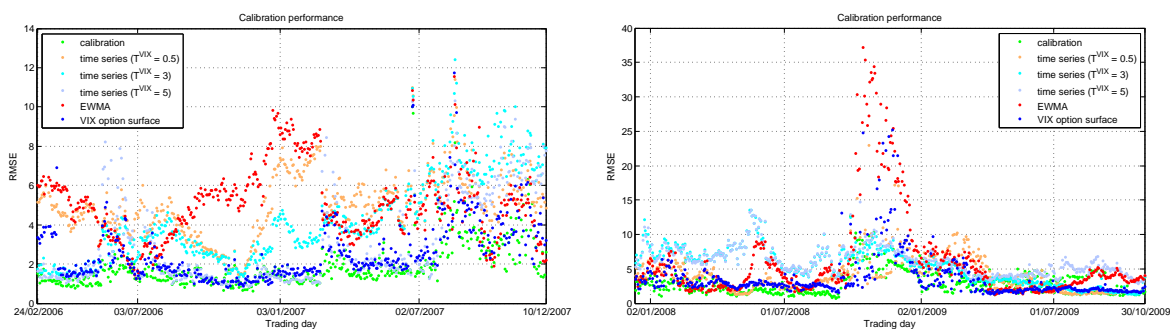 Calibration performance
14
12
10
8
6
4
2
0
RMSE
calibration
time series (T^VIX = 0.5)
time series (T^VIX = 3)
time series (T^VIX = 5)
EWMA
VIX option surface
24/02/2006 03/07/2006 03/01/2007 02/07/2007 10/12/2007
Trading day
Calibration performance
40
35
30
25
20
15
10
5
0
RMSE
calibration
time series (T^VIX = 0.5)
time series (T^VIX = 3)
time series (T^VIX = 5)
EWMA
VIX option surface
02/01/2008 01/07/2008 02/01/2009 01/07/2009 30/10/2009
Trading day